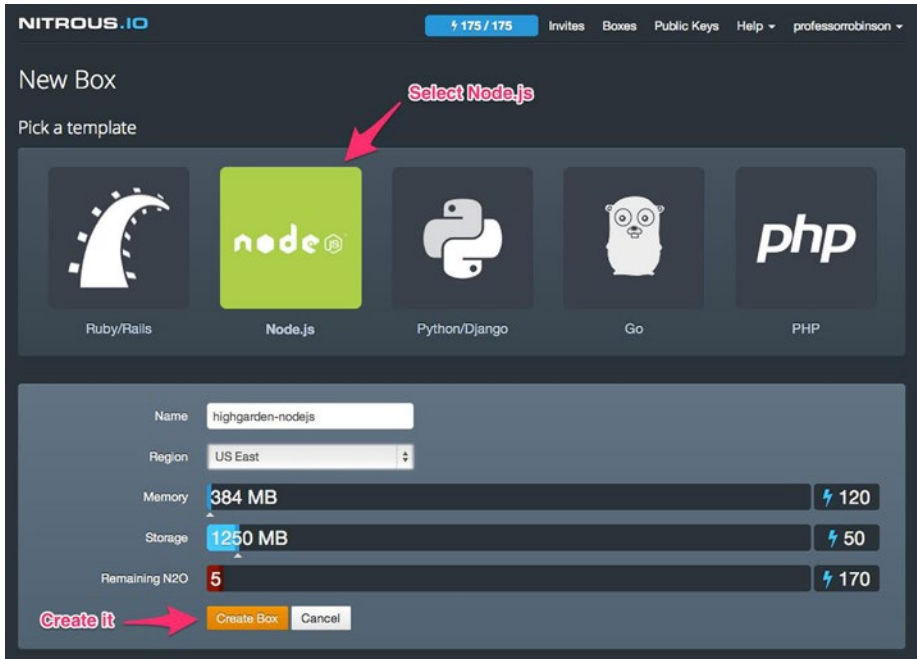 NITROUS.IO
175 / 175 Invites Boxes Public Keys Help professorrobinson
New Box
Select Node.js
Pick a template
node JS
php
Ruby/Rails Node.js Python/Django Go PHP
Name highgarden-nodejs
Region US East
Memory 384 MB 120
Storage 1250 MB 50
Remaining N2O 5 170
Create it Create Box Cancel